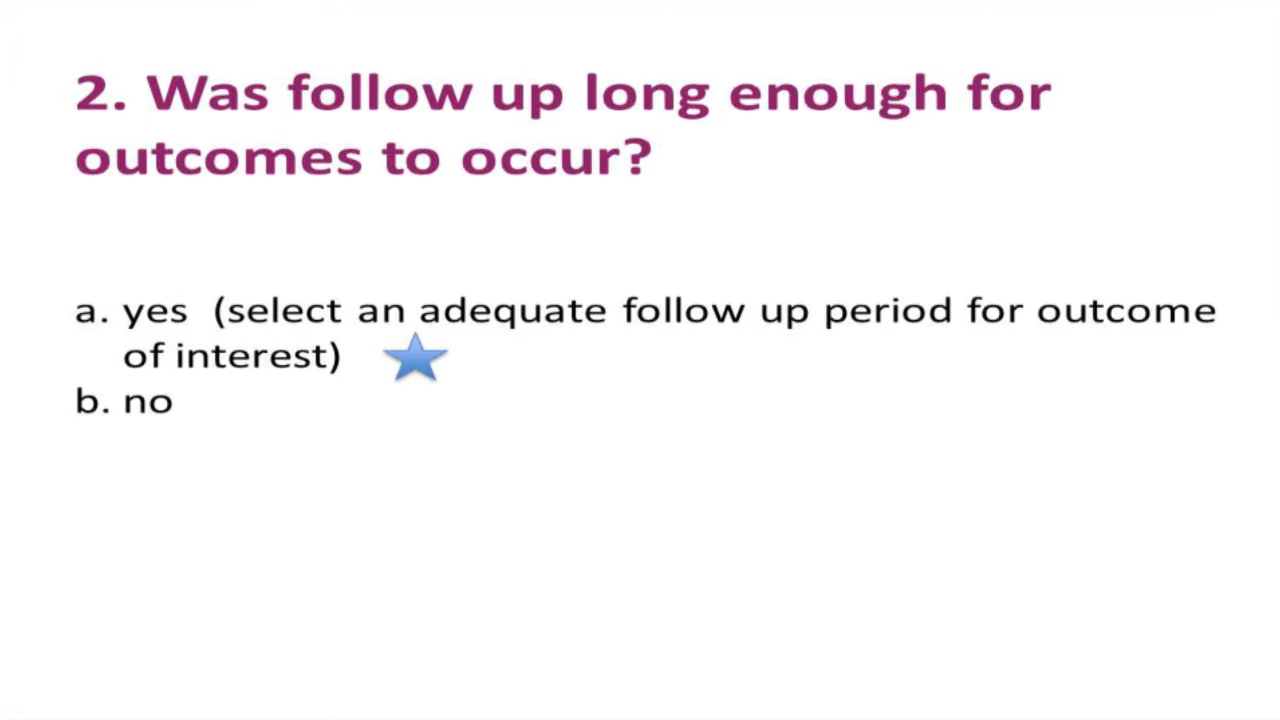 2. Was follow up long enough for
outcomes to occur?
a. yes (select an adequate follow up period for outcome
of interest)
b. no